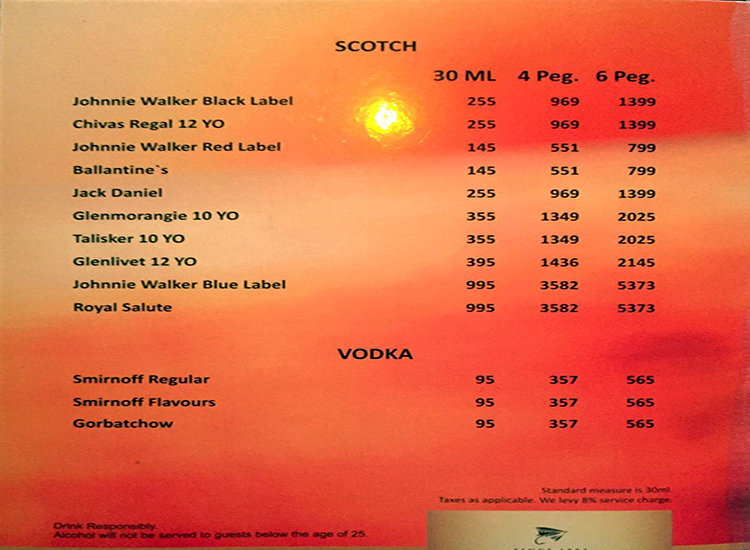 SCOTCH
30 ML 4 Peg. 6 Peg.
Johnnie Walker Black Label 255 969 1399
Chivas Regal 12 YO 255 969 1399
Johnnie Walker Red Label 145 551 799
Ballantine`s 145 551 799
Jack Daniel 255 969 1399
Glenmorangie 10 YO 355 1349 2025
Talisker 10 YO 355 1349 2025
Glenlivet 12 YO 395 1436 2145
Johnnie Walker Blue Label 995 3582 5373
Royal Salute 995 3582 5373
VODKA
Smirnoff Regular 95 357 565
Smirnoff Flavours 95 357 565
Gorbatchow 95 357 565
Standard measure is 30ml.
Taxes as applicable. We levy 8% service charge.
Drink Responsibly.
Alcohol will not be served to guests below the age of 25.